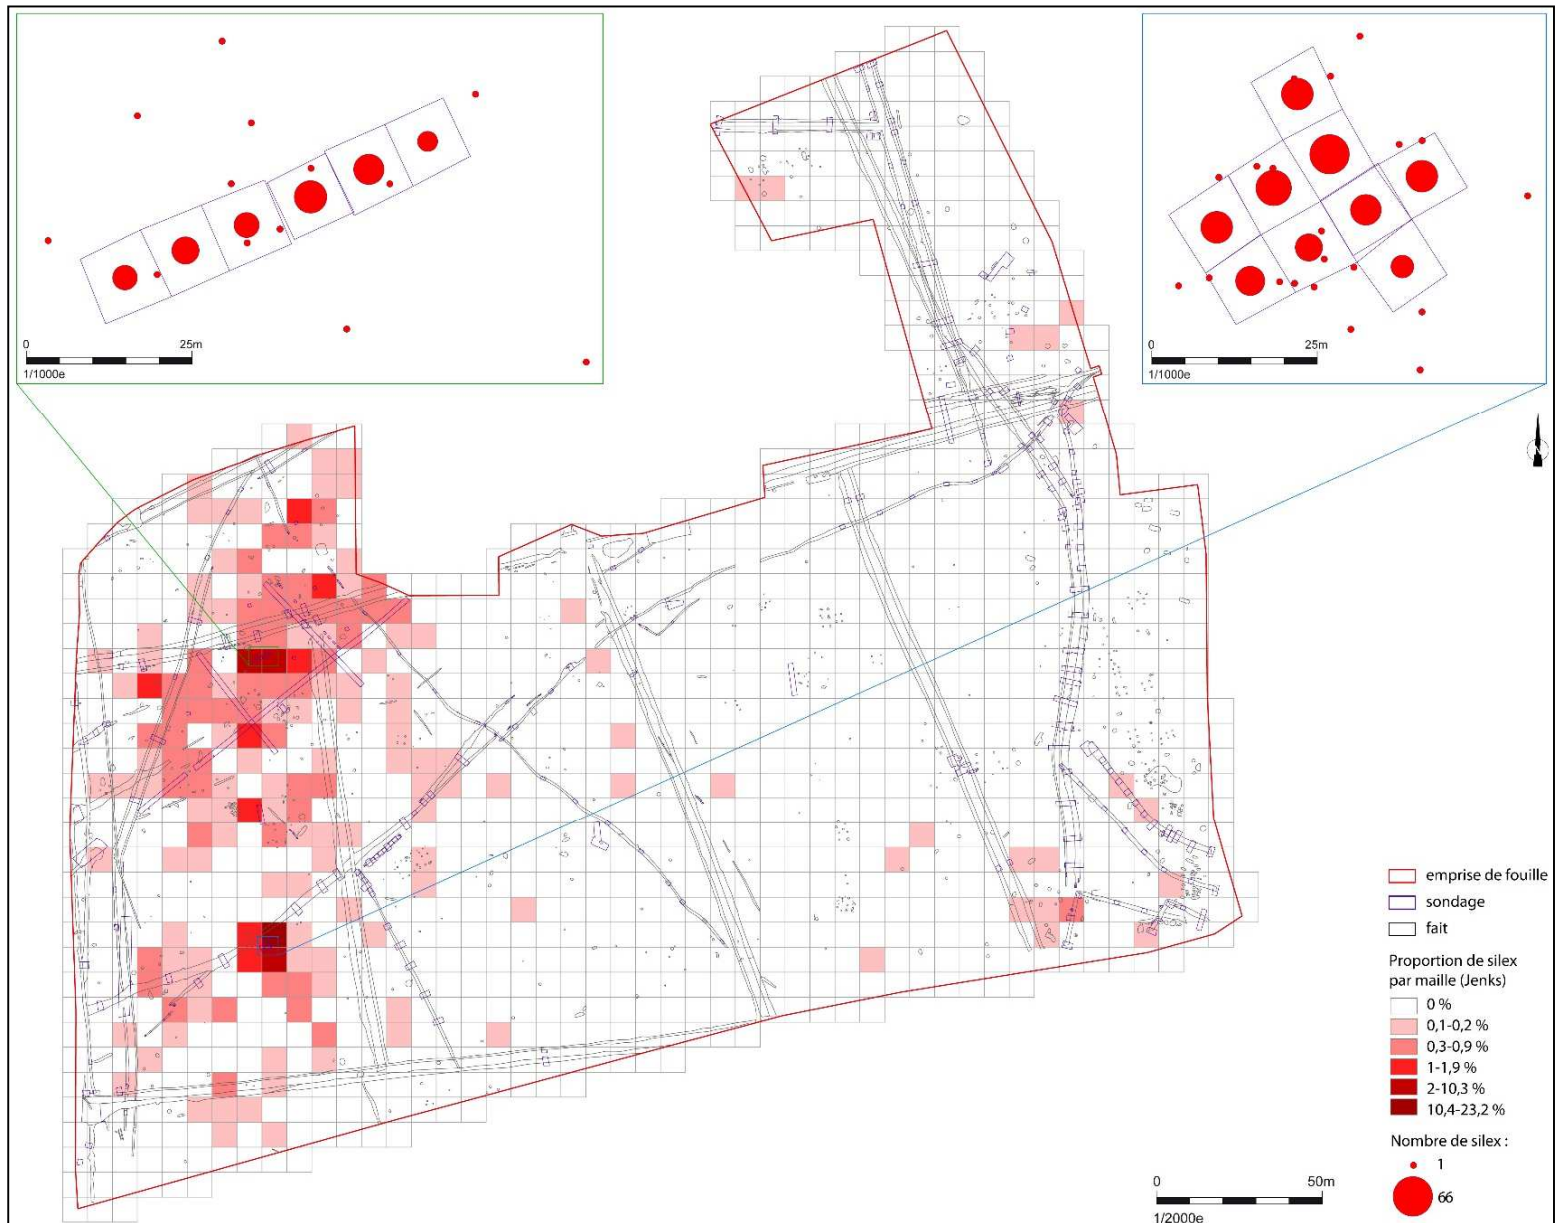 0 25m
1/1000e
0 25m
1/1000e
N
emprise de fouille
sondage
fait
Proportion de silex
par maille (Jenks)
0 %
0,1-0,2 %
0,3-0,9 %
1-1,9 %
2-10,3 %
10,4-23,2 %
Nombre de silex :
1
66
0 50m
1/2000e